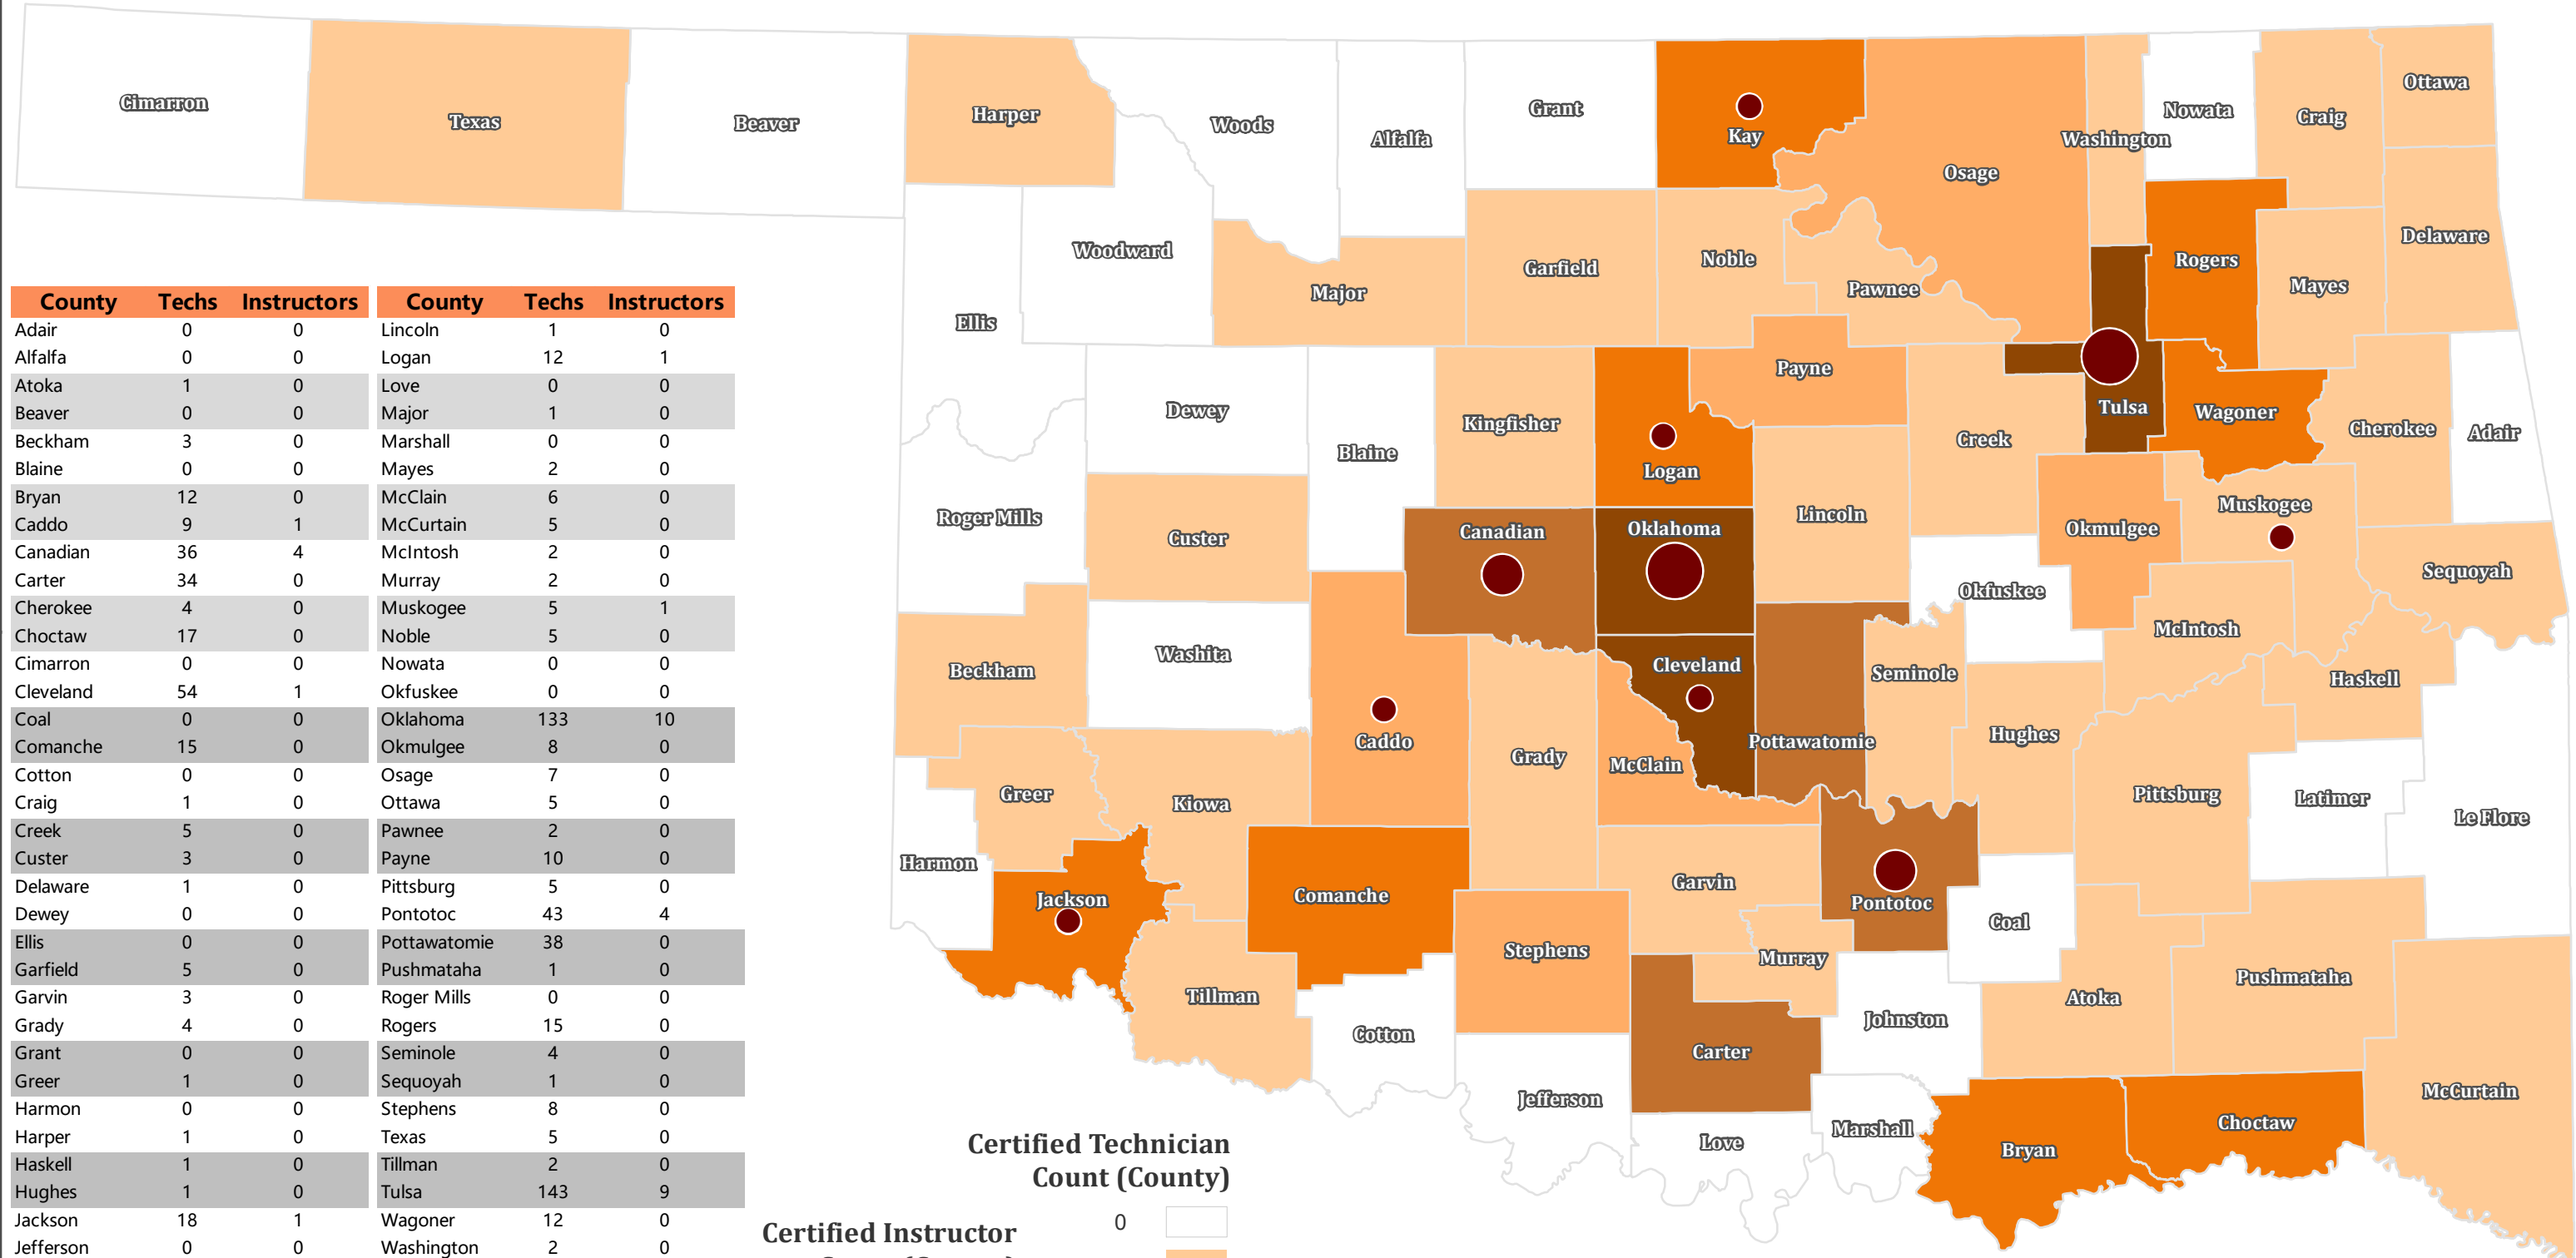 Cimarron
Texas
Beaver
Harper
Woods
Alfalfa
Grant
Kay
Osage
Washington
Nowata
Craig
Ottawa
Ellis
Woodward
Major
Garfield
Noble
Pawnee
Rogers
Mayes
Delaware
Roger Mills
Dewey
Blaine
Kingfisher
Logan
Payne
Creek
Tulsa
Wagoner
Cherokee
Adair
Custer
Canadian
Oklahoma
Lincoln
Okmulgee
Muskogee
Sequoyah
Okfuskee
McIntosh
Beckham
Washita
Caddo
Grady
Cleveland
McClain
Pottawatomie
Seminole
Hughes
Haskell
Pittsburg
Latimer
Le Flore
Harmon
Greer
Kiowa
Jackson
Comanche
Stephens
Garvin
Pontotoc
Coal
Tillman
Cotton
Murray
Johnston
Atoka
Pushmataha
McCurtain
Jefferson
Carter
Love
Marshall
Bryan
Choctaw
County Techs Instructors County Techs Instructors
Adair 0 0 Lincoln 1 0
Alfalfa 0 0 Logan 12 1
Atoka 1 0 Love 0 0
Beaver 0 0 Major 1 0
Beckham 3 0 Marshall 0 0
Blaine 0 0 Mayes 2 0
Bryan 12 0 McClain 6 0
Caddo 9 1 McCurtain 5 0
Canadian 36 4 McIntosh 2 0
Carter 34 0 Murray 2 0
Cherokee 4 0 Muskogee 5 1
Choctaw 17 0 Noble 5 0
Cimarron 0 0 Nowata 0 0
Cleveland 54 1 Okfuskee 0 0
Coal 0 0 Oklahoma 133 10
Comanche 15 0 Okmulgee 8 0
Cotton 0 0 Osage 7 0
Craig 1 0 Ottawa 5 0
Creek 5 0 Pawnee 2 0
Custer 3 0 Payne 10 0
Delaware 1 0 Pittsburg 5 0
Dewey 0 0 Pontotoc 43 4
Ellis 0 0 Pottawatomie 38 0
Garfield 5 0 Pushmataha 1 0
Garvin 3 0 Roger Mills 0 0
Grady 4 0 Rogers 15 0
Grant 0 0 Seminole 4 0
Greer 1 0 Sequoyah 1 0
Harmon 0 0 Stephens 8 0
Harper 1 0 Texas 5 0
Haskell 1 0 Tillman 2 0
Hughes 1 0 Tulsa 143 9
Jackson 18 1 Wagoner 12 0
Jefferson 0 0 Washington 2 0
Certified Technician
Count (County)
0
Certified Instructor